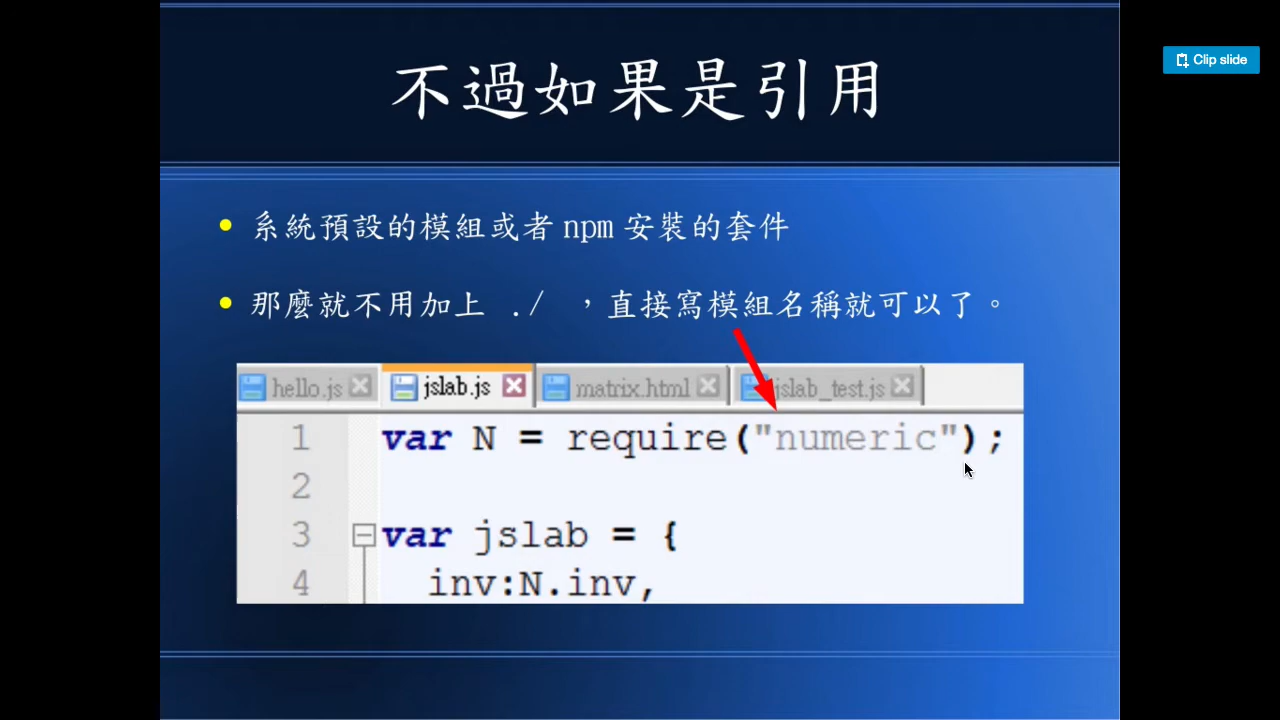 Clip slide
不過如果是引用
系統預設的模組或者 npm 安裝的套件
那麼就不用加上 ./ ，直接寫模組名稱就可以了。
hello.js jslab.js matrix.html jslab_test.js
1 var N = require("numeric");
2
3 var jslab = {
4 inv:N.inv,